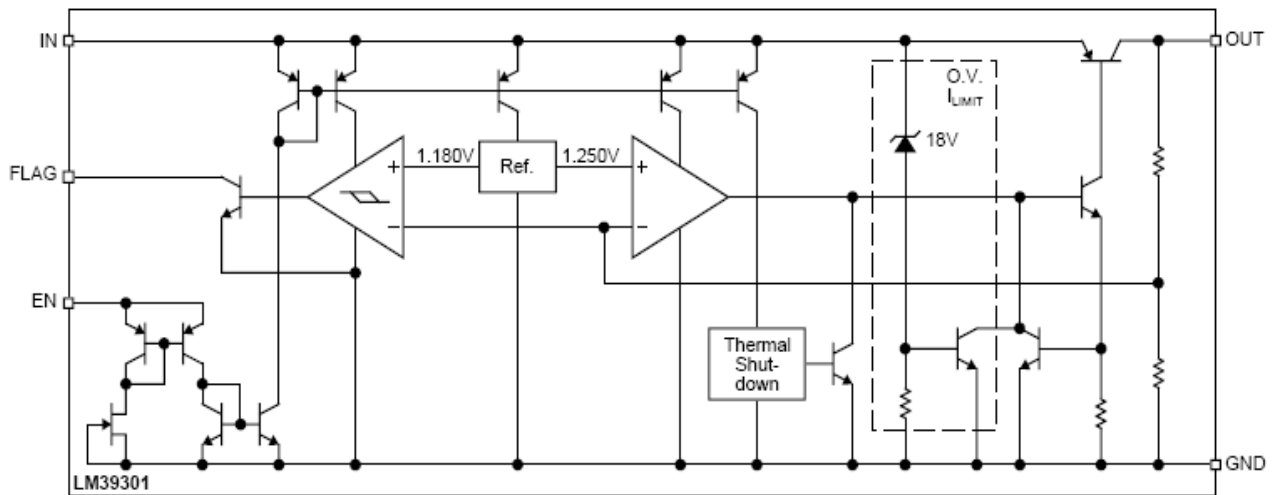 IN
OUT
O.V.
ILIMIT
18V
FLAG
1.180V
Ref.
1.250V
+
+
−
−
EN
Thermal
Shut-
down
GND
LM39301